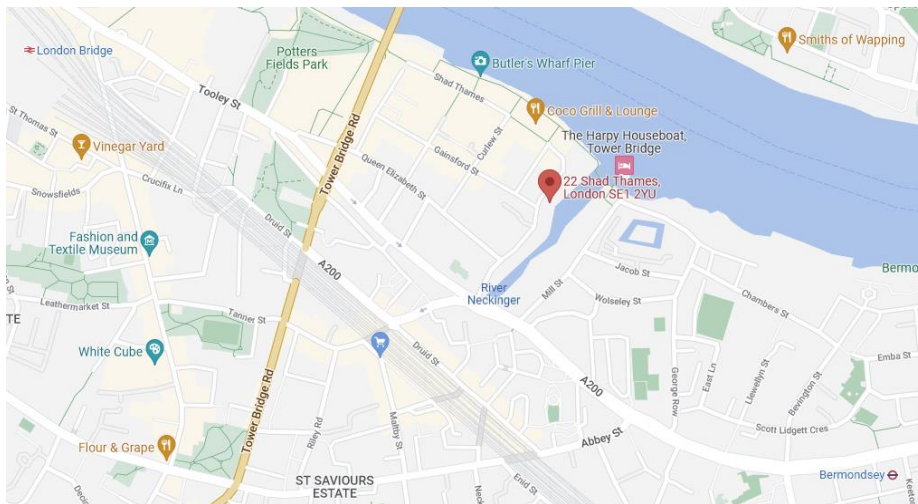 London Bridge
Potters
Fields Park
Tooley St
St Thomas St
Vinegar Yard
Snowsfields
Crucifix Ln
Druid St
Fashion and
Textile Museum
Leathermarket St
Tanner St
White Cube
Flour & Grape
Tower Bridge Rd
Tower Bridge Rd
A200
Shad Thames
Butler's Wharf Pier
Coco Grill & Lounge
Smiths of Wapping
Curlew St
Gainsford St
Queen Elizabeth St
The Harpy Houseboat,
Tower Bridge
22 Shad Thames,
London SE1 2YU
River
Neckinger
Mill St
Jacob St
Wolseley St
Chambers St
George Row
East Ln
Llewellyn St
Bevington St
Emba St
Scott Lidgett Cres
A200
Abbey St
Druid St
Maltby St
Riley Rd
ST SAVIOURS
ESTATE
Enid St
Bermondsey